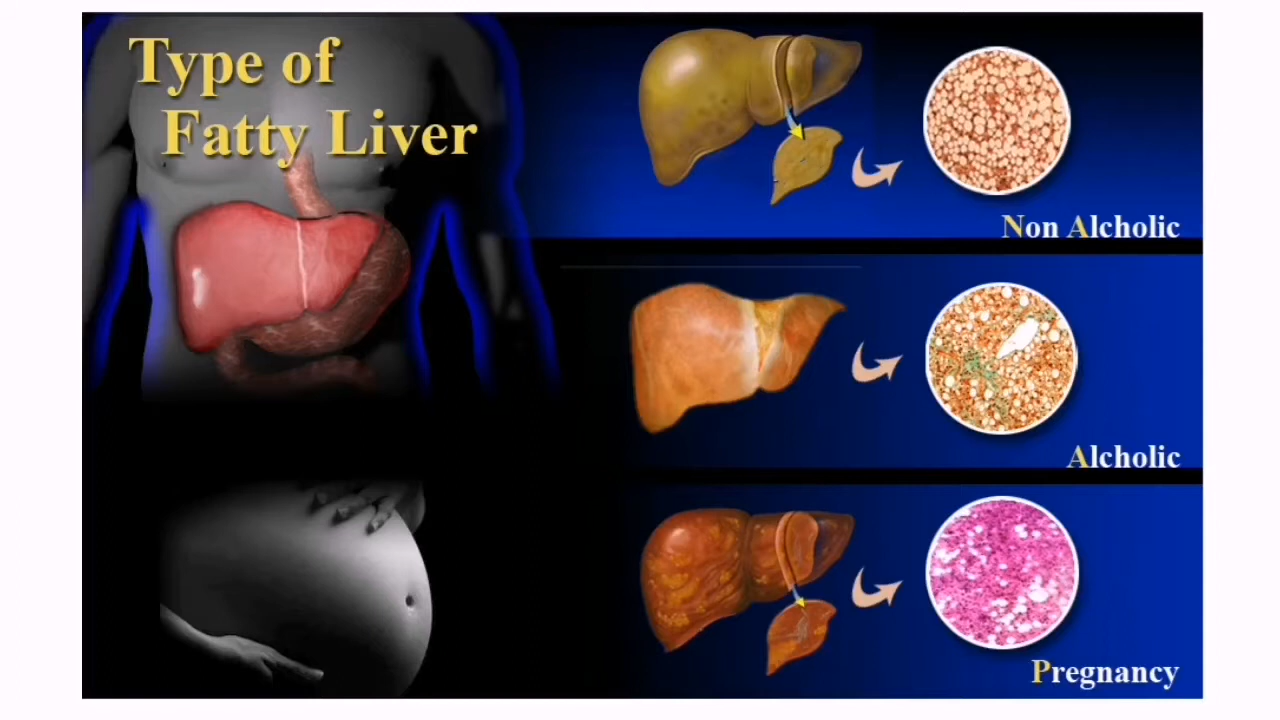 Type of
Fatty Liver
Non Alcholic
Alcholic
Pregnancy